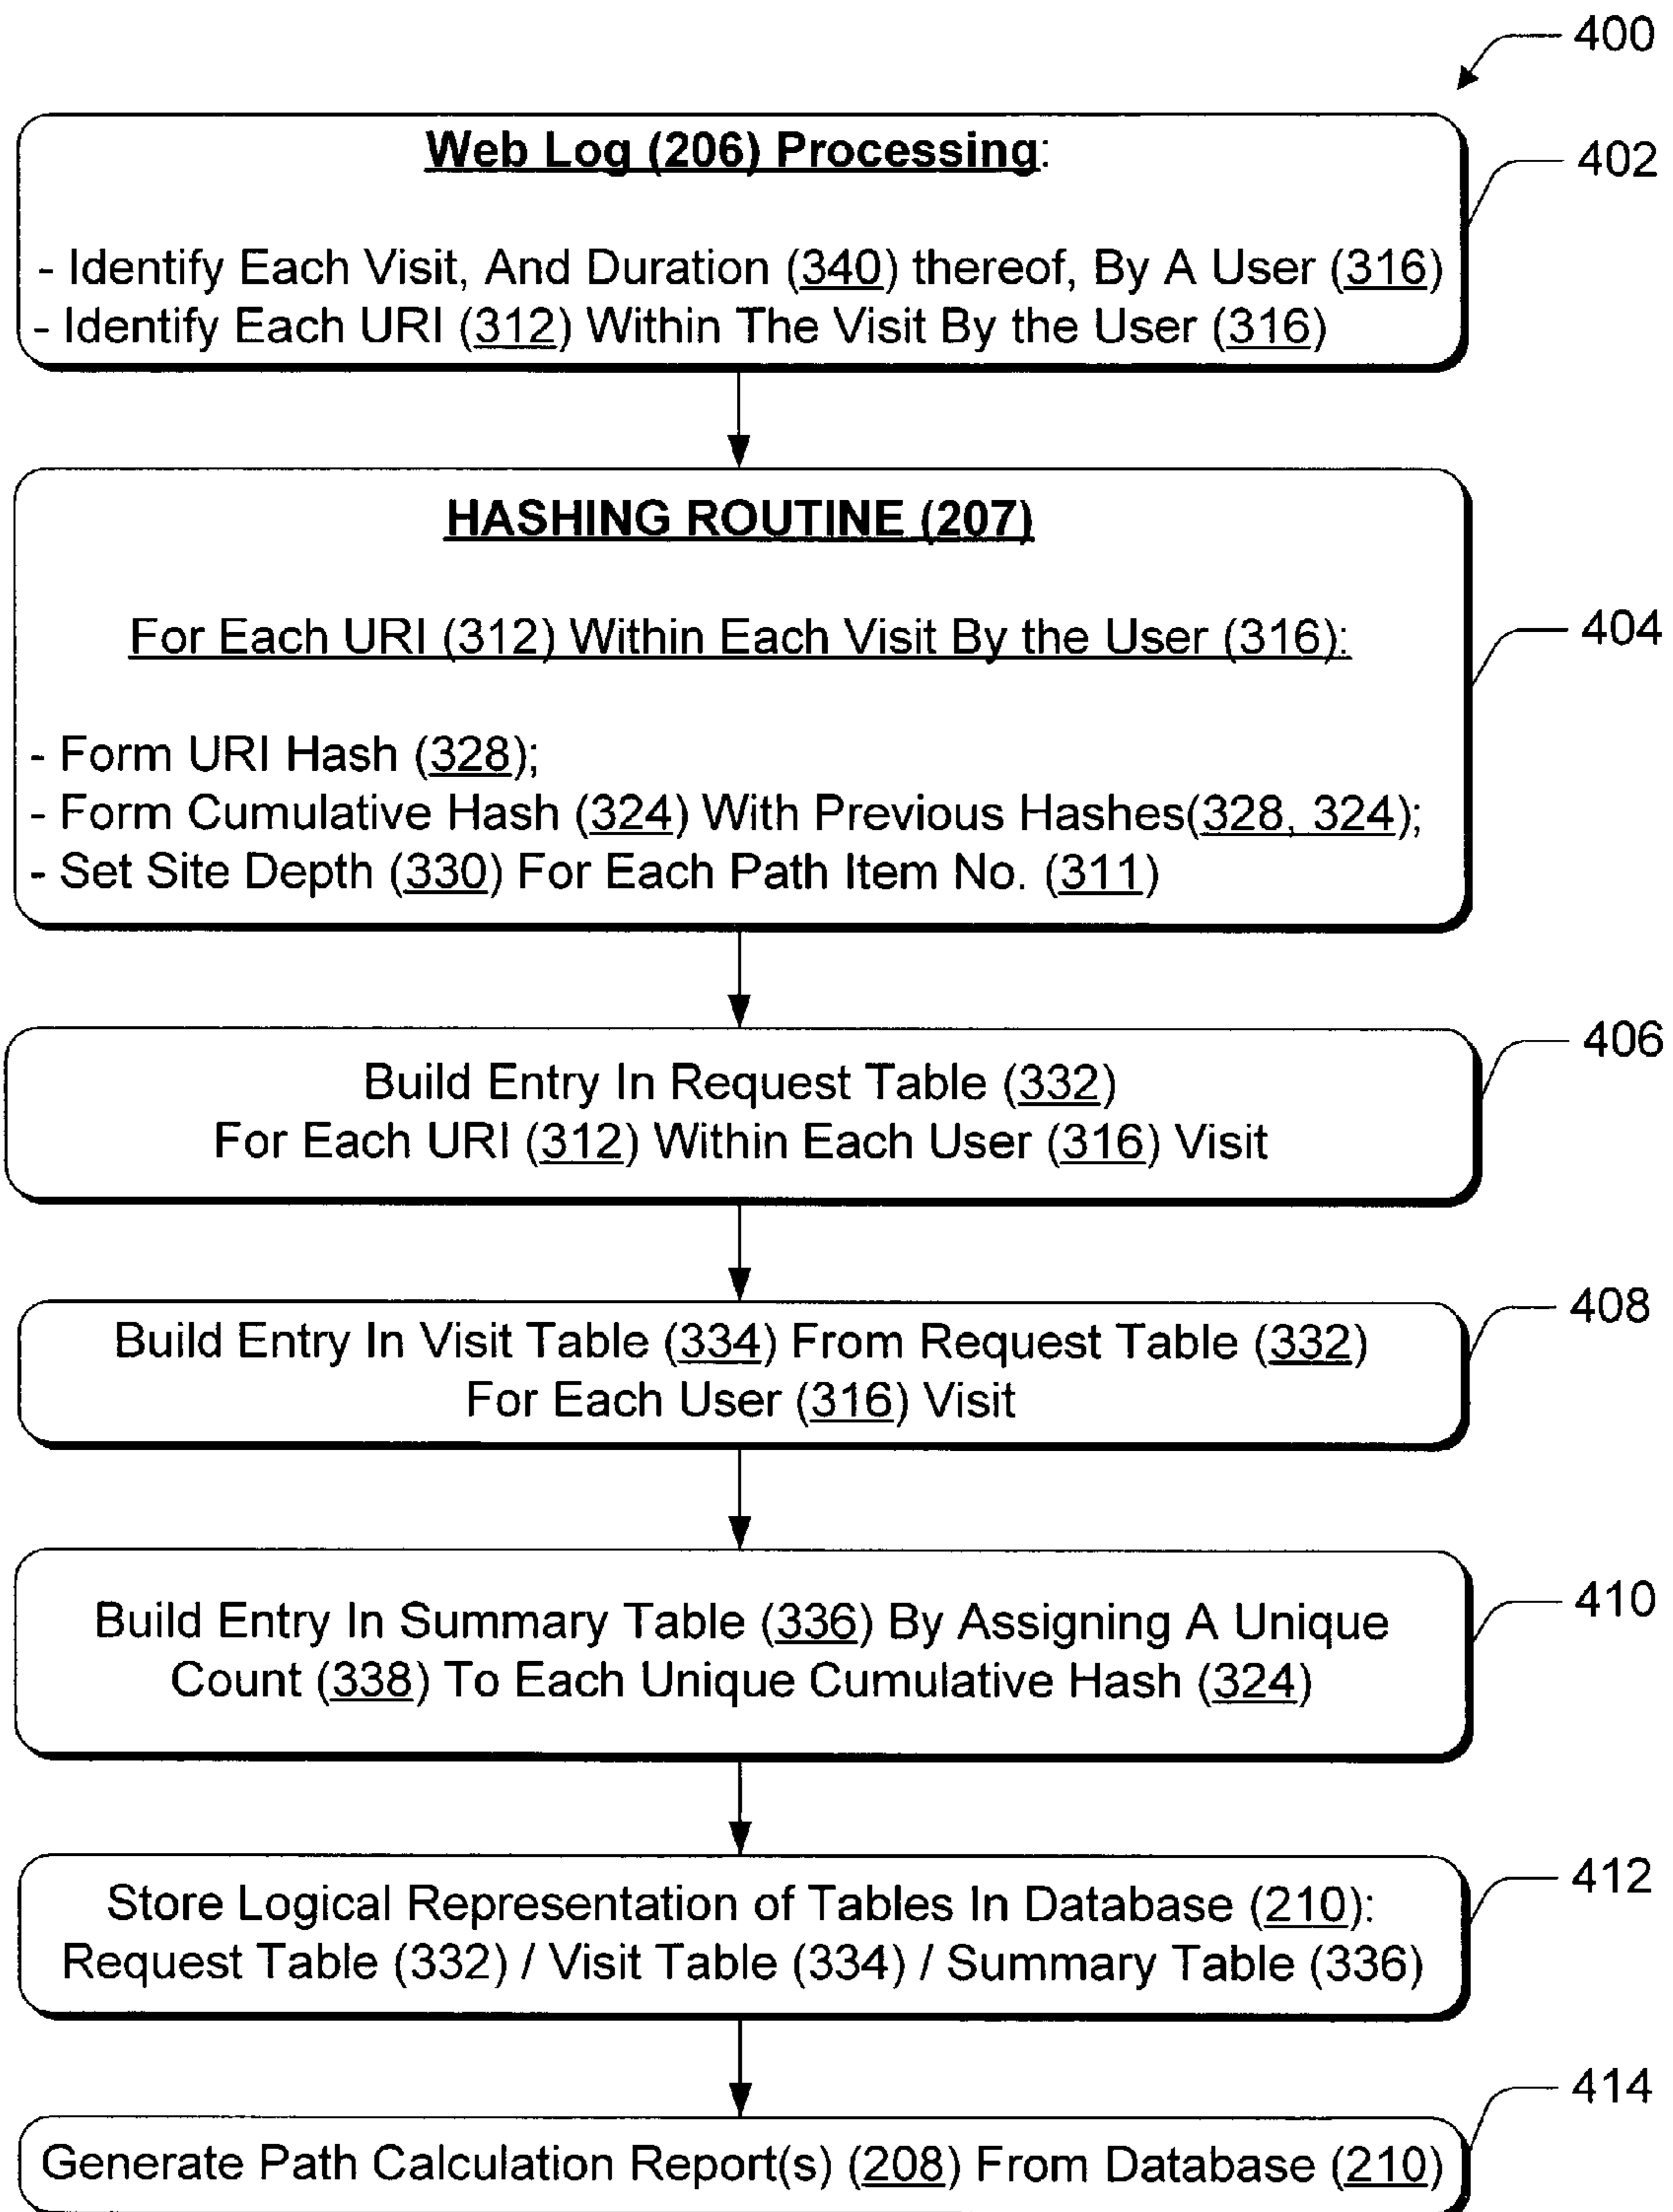 400
Web Log (206) Processing:
402
- Identify Each Visit, And Duration (340) thereof, By A User (316)
- Identify Each URI (312) Within The Visit By the User (316)
HASHING ROUTINE (207)
For Each URI (312) Within Each Visit By the User (316):
404
- Form URI Hash (328);
- Form Cumulative Hash (324) With Previous Hashes(328, 324);
- Set Site Depth (330) For Each Path Item No. (311)
406
Build Entry In Request Table (332)
For Each URI (312) Within Each User (316) Visit
408
Build Entry In Visit Table (334) From Request Table (332)
For Each User (316) Visit
410
Build Entry In Summary Table (336) By Assigning A Unique
Count (338) To Each Unique Cumulative Hash (324)
412
Store Logical Representation of Tables In Database (210):
Request Table (332) / Visit Table (334) / Summary Table (336)
414
Generate Path Calculation Report(s) (208) From Database (210)